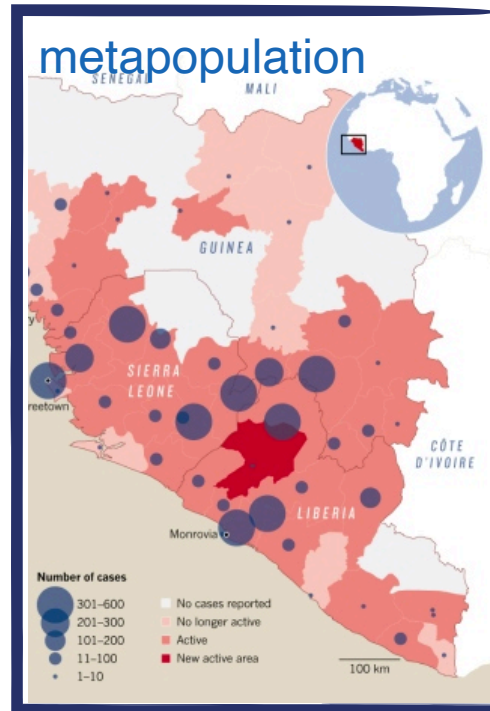 metapopulation
SENEGAL
MALI
GUINEA
SIERRA
LEONE
reetown
CÔTE
D'IVOIRE
LIBERIA
Monrovia
Number of cases
301–600
201–300
101–200
11–100
1–10
No cases reported
No longer active
Active
New active area
100 km